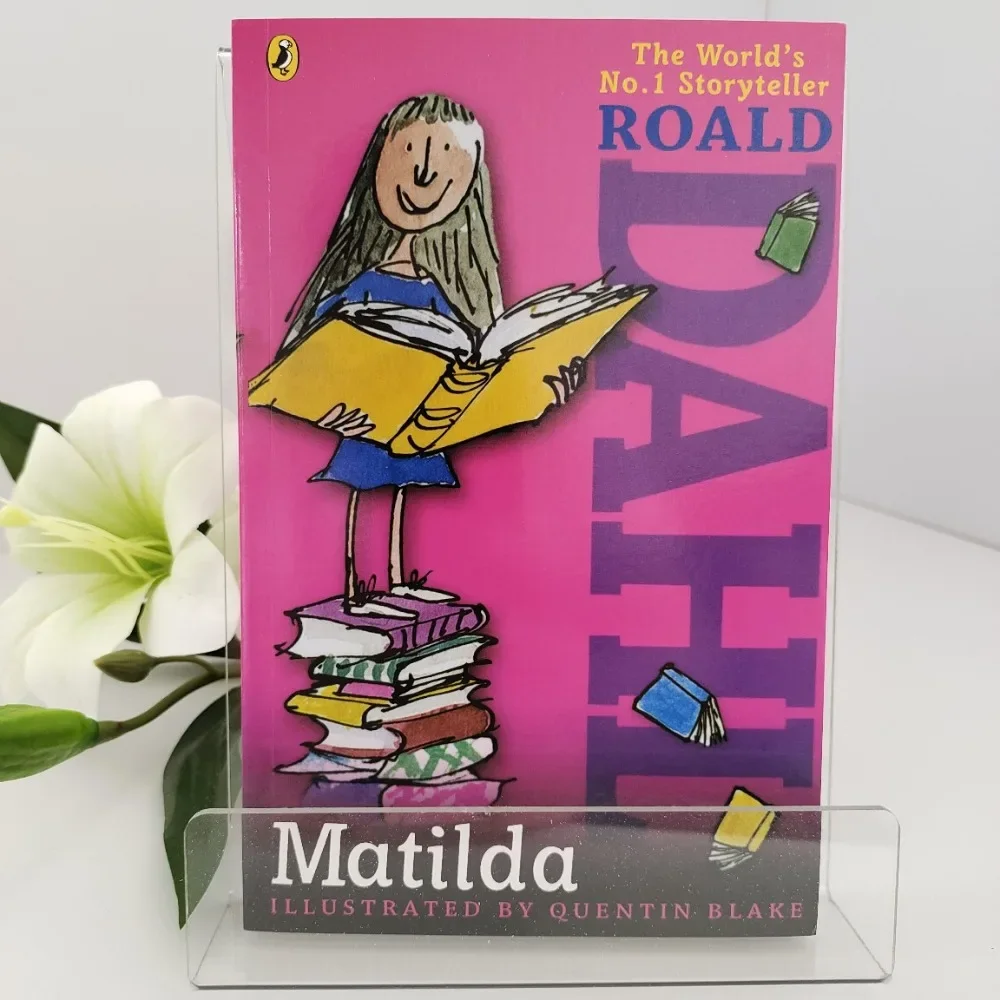 The World's
No.1 Storyteller
ROALD
DAHL
Matilda
ILLUSTRATED BY QUENTIN BLAKE